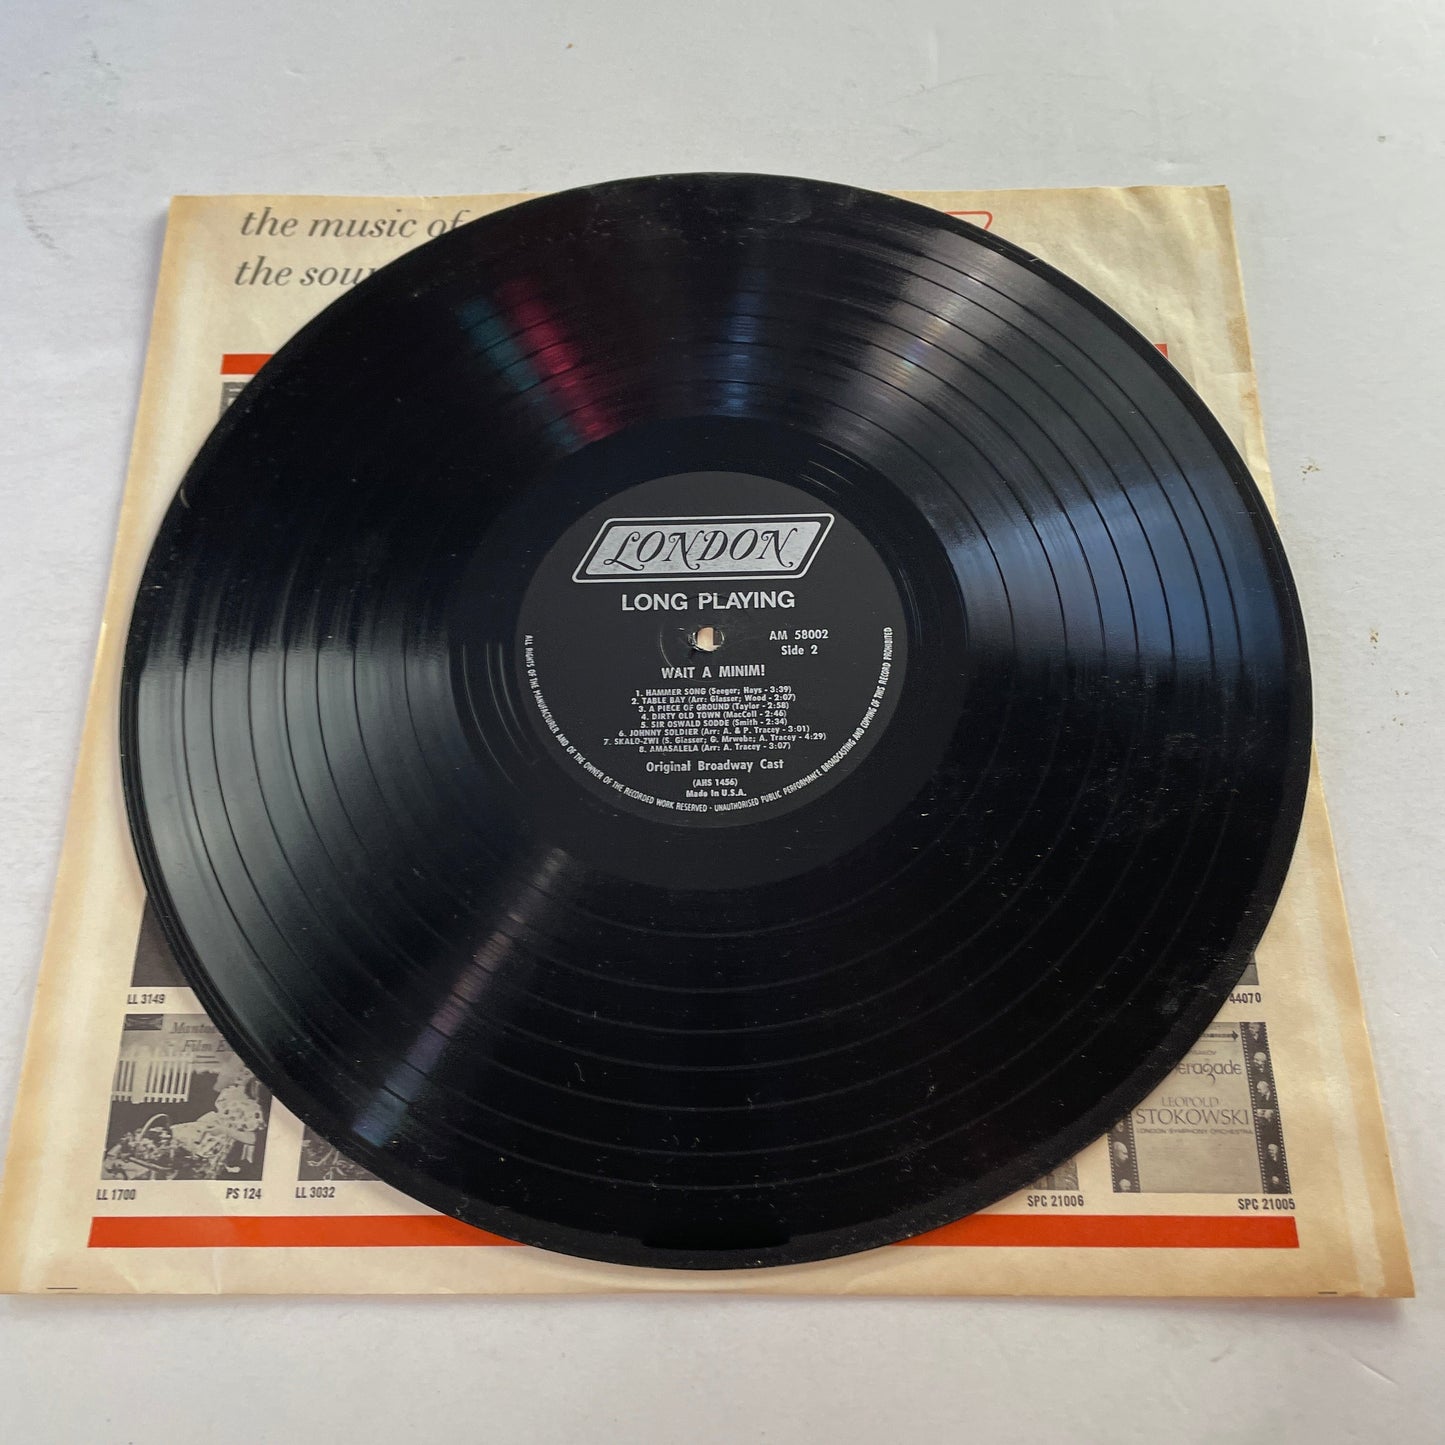 the music of
the sou
LONDON
LONG PLAYING
AM 58002
Side 2
WAIT A MINIM!
1. HAMMER SONG (Seeger; Hays - 3:39)
2. TABLE BAY (Arr: Glasser; Wood - 2:07)
3. A PIECE OF GROUND (Taylor - 2:58)
4. DIRTY OLD TOWN (MacColl - 2:46)
5. SIR OSWALD SODDE (Smith - 2:34)
6. JOHNNY SOLDIER (Arr: A. & P. Tracey - 3:01)
7. SKALO-ZWI (S. Glasser; G. Mrwebe; A. Tracey - 4:29)
8. AMASALELA (Arr: A. Tracey - 3:07)
Original Broadway Cast
(AHS 1456)
Made In U.S.A.
ALL RIGHTS OF THE MANUFACTURER AND OF THE OWNER OF THE RECORDED WORK RESERVED - UNAUTHORISED PUBLIC PERFORMANCE BROADCASTING AND COPYING OF THIS RECORD PROHIBITED
LL 3149
44070
Mantov
Film E
LL 1700
PS 124
LL 3032
SPC 21006
erazade
LEOPOLD
STOKOWSKI
LONDON SYMPHONY ORCHESTRA
SPC 21005